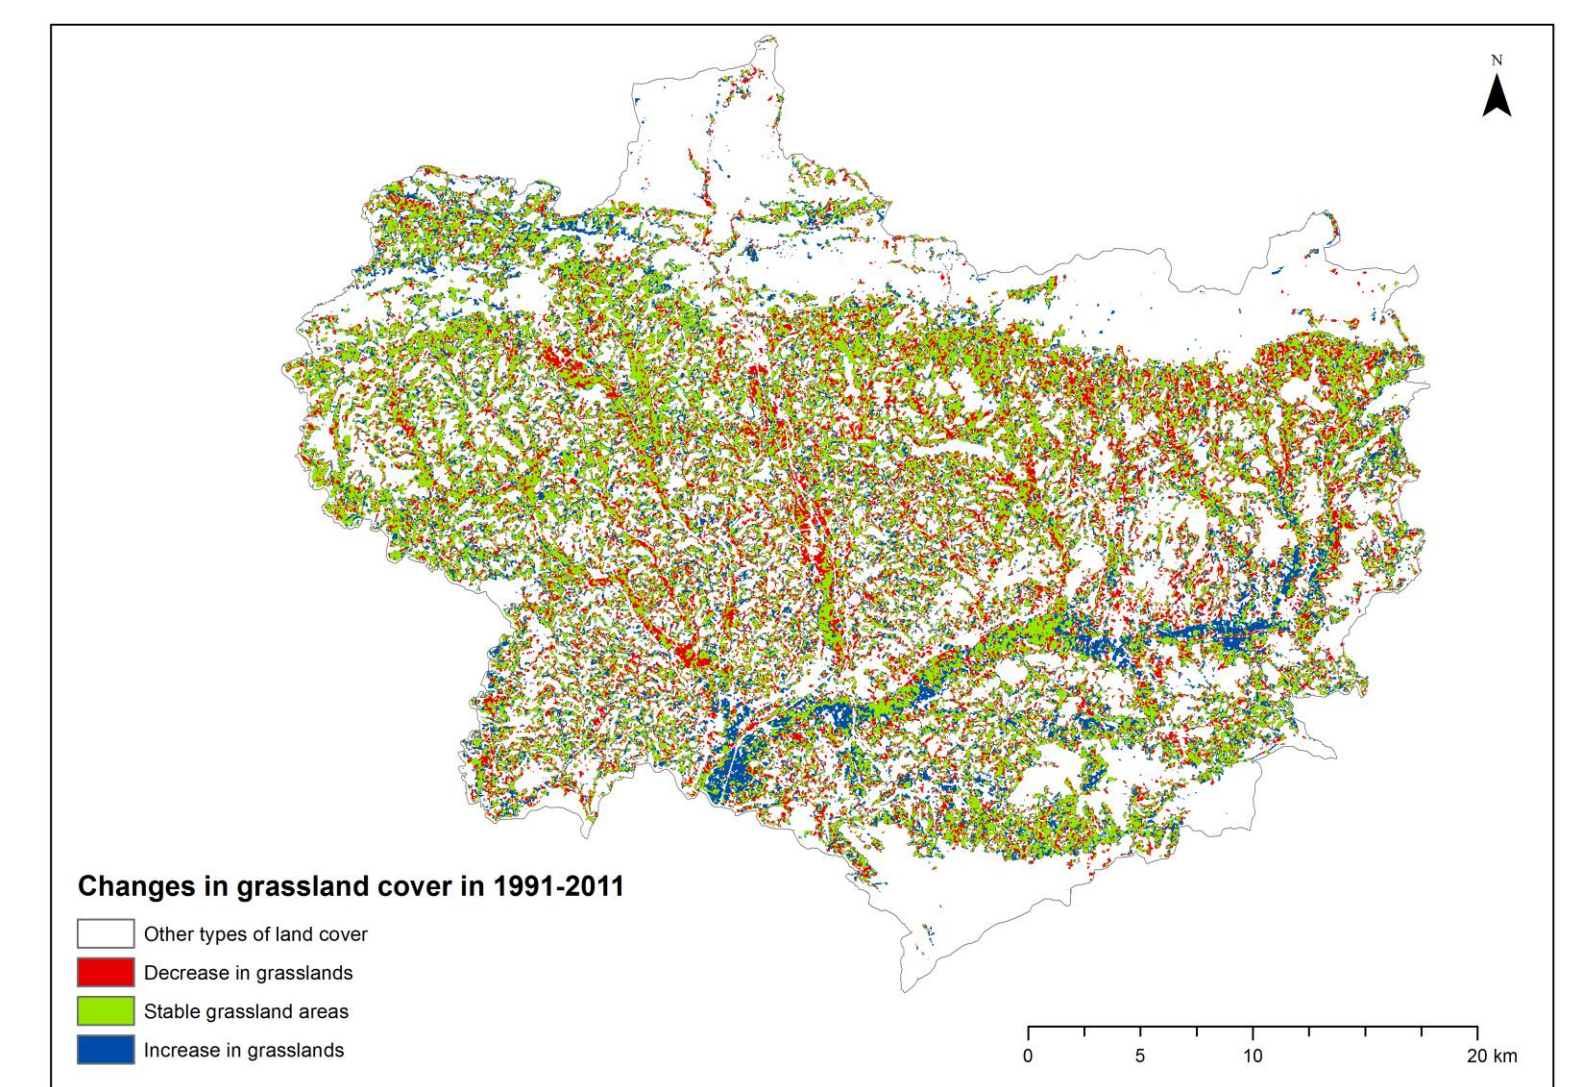 N
Changes in grassland cover in 1991-2011
Other types of land cover
Decrease in grasslands
Stable grassland areas
Increase in grasslands
0 5 10 20 km